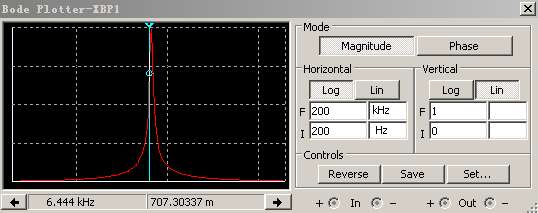 Bode Plotter-XBP1
Mode
Magnitude Phase
Horizontal Vertical
Log Lin Log Lin
F 200 kHz F 1
I 200 Hz I 0
Controls
Reverse Save Set...
6.444 kHz 707.30337 m
+ In - + Out -